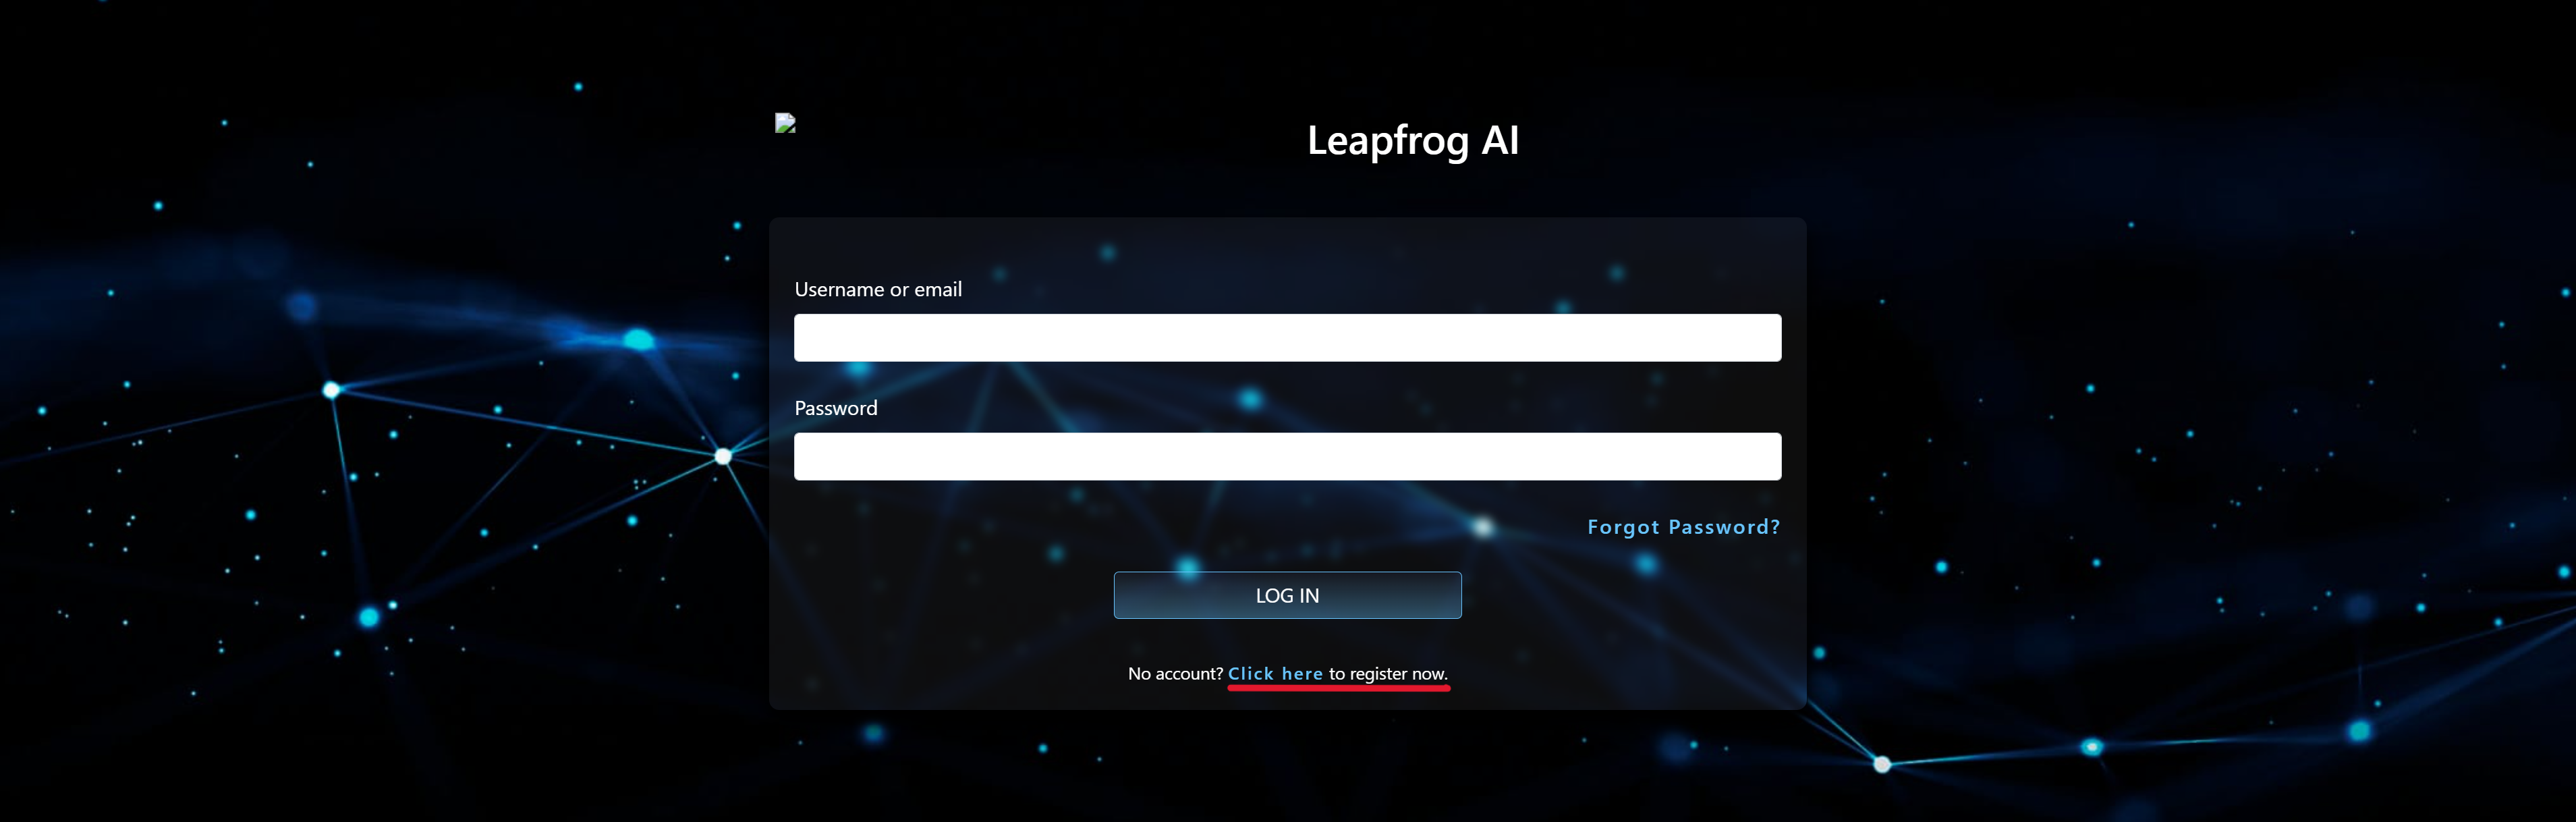 Leapfrog AI
Username or email
Password
Forgot Password?
LOG IN
No account? Click here to register now.